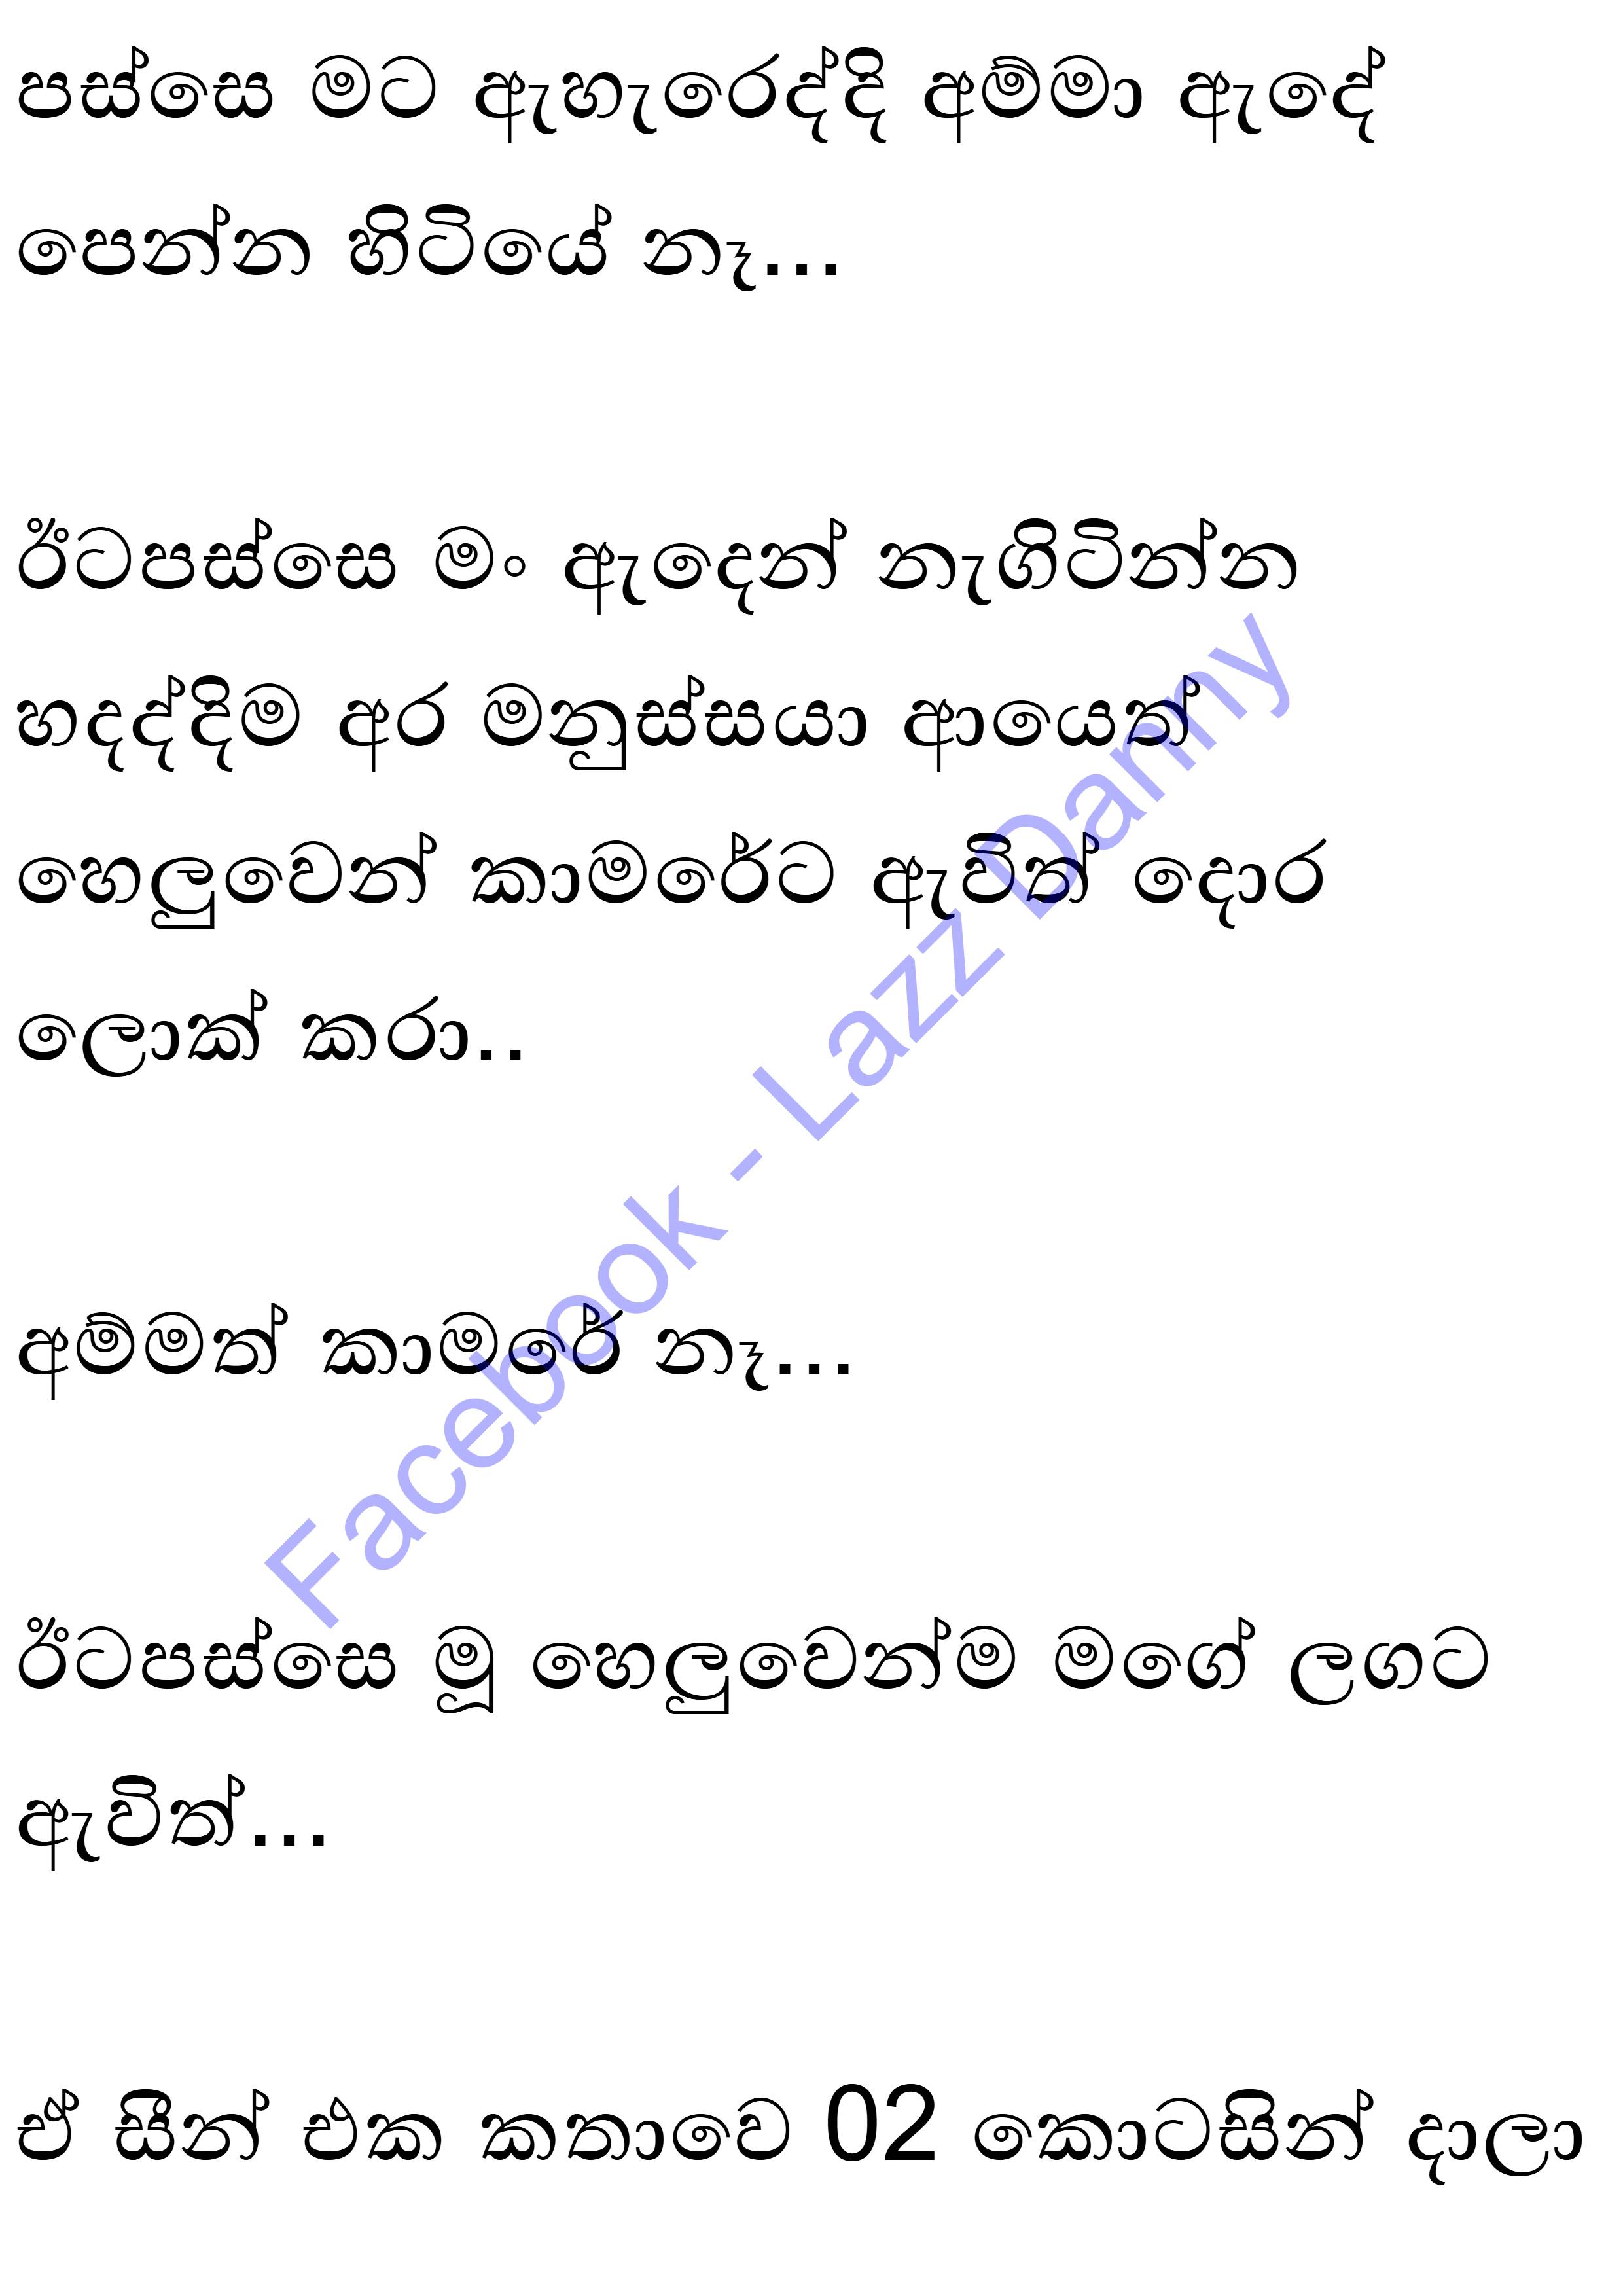 පස්සෙ මට ඇහැරෙද්දි අම්මා ඇදේ
පෙන්න හිටියේ නෑ...
ඊටපස්සෙ මං ඇදෙන් නැගිටින්න
හදද්දිම අර මනුස්සයා ආයෙත්
හෙලුවෙන් කාමරේට ඇවිත් දොර
ලොක් කරා..
අම්මත් කාමරේ නෑ...
ඊටපස්සෙ මූ හෙලුවෙන්ම මගේ ලගට
ඇවිත්...
ඒ සීන් එක කතාවෙ 02 කොටසින් දාලා
Facebook - Lazz Danny